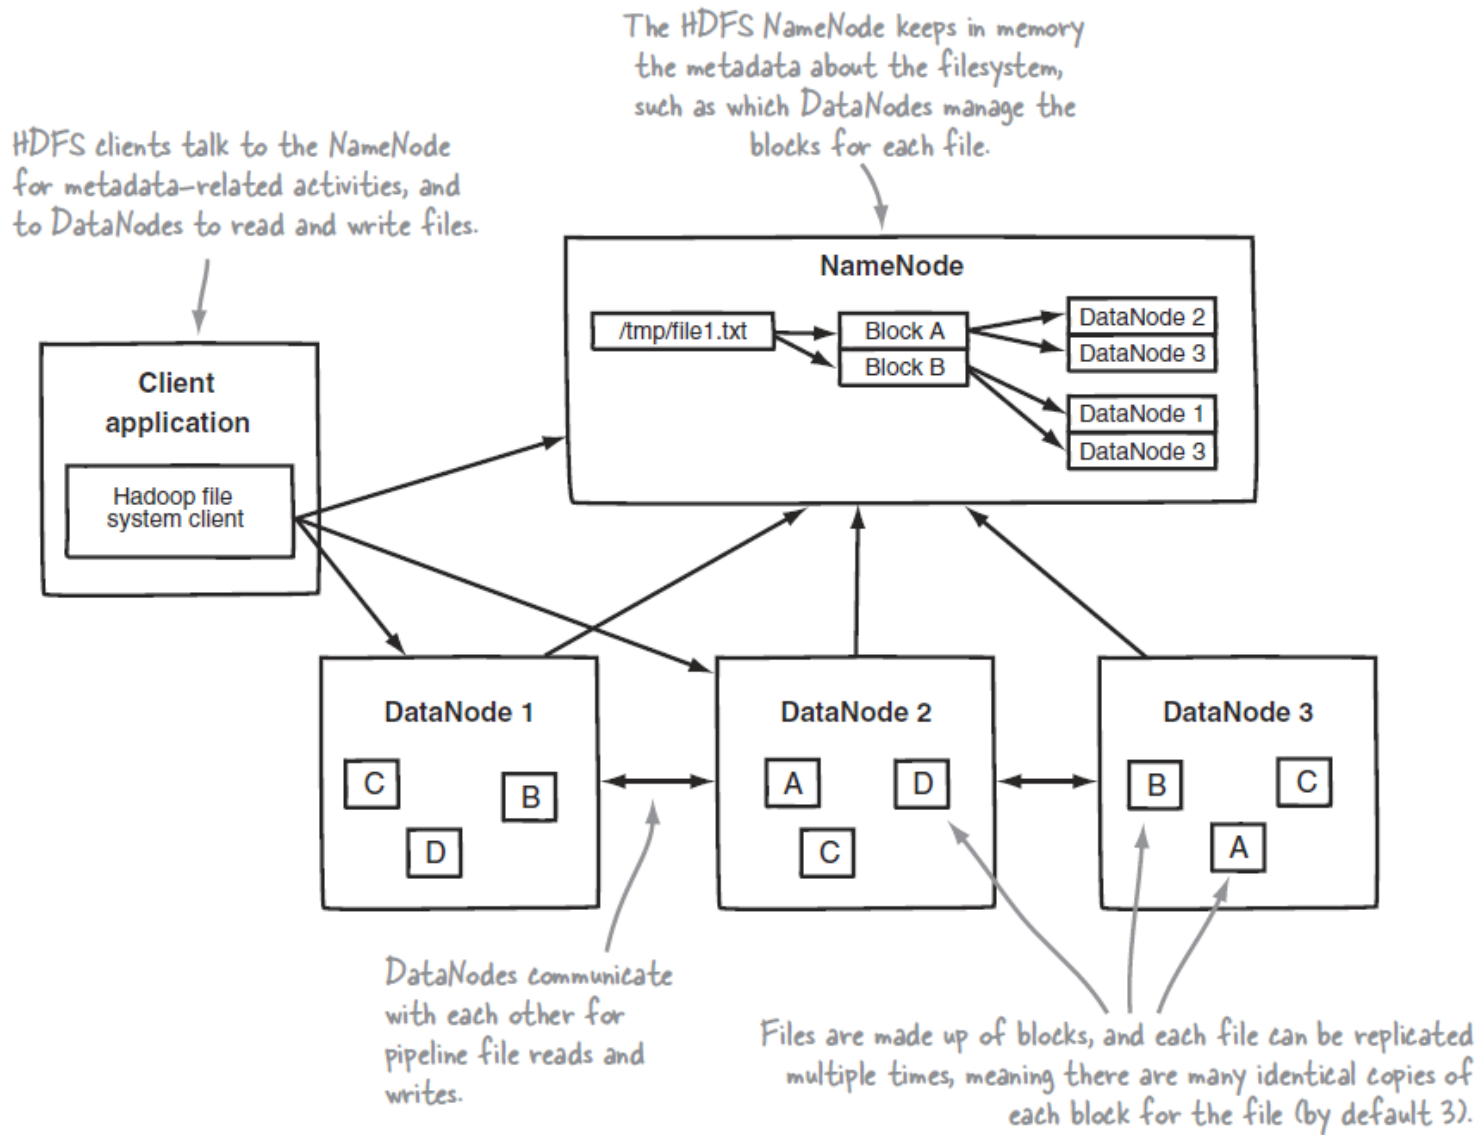 The HDFS NameNode keeps in memory
the metadata about the filesystem,
such as which DataNodes manage the
blocks for each file.
HDFS clients talk to the NameNode
for metadata-related activities, and
to DataNodes to read and write files.
NameNode
/tmp/file1.txt
Block A
Block B
DataNode 2
DataNode 3
DataNode 1
DataNode 3
Client
application
Hadoop file
system client
DataNode 1
C
B
D
DataNode 2
A
D
C
DataNode 3
B
C
A
DataNodes communicate
with each other for
pipeline file reads and
writes.
Files are made up of blocks, and each file can be replicated
multiple times, meaning there are many identical copies of
each block for the file (by default 3).